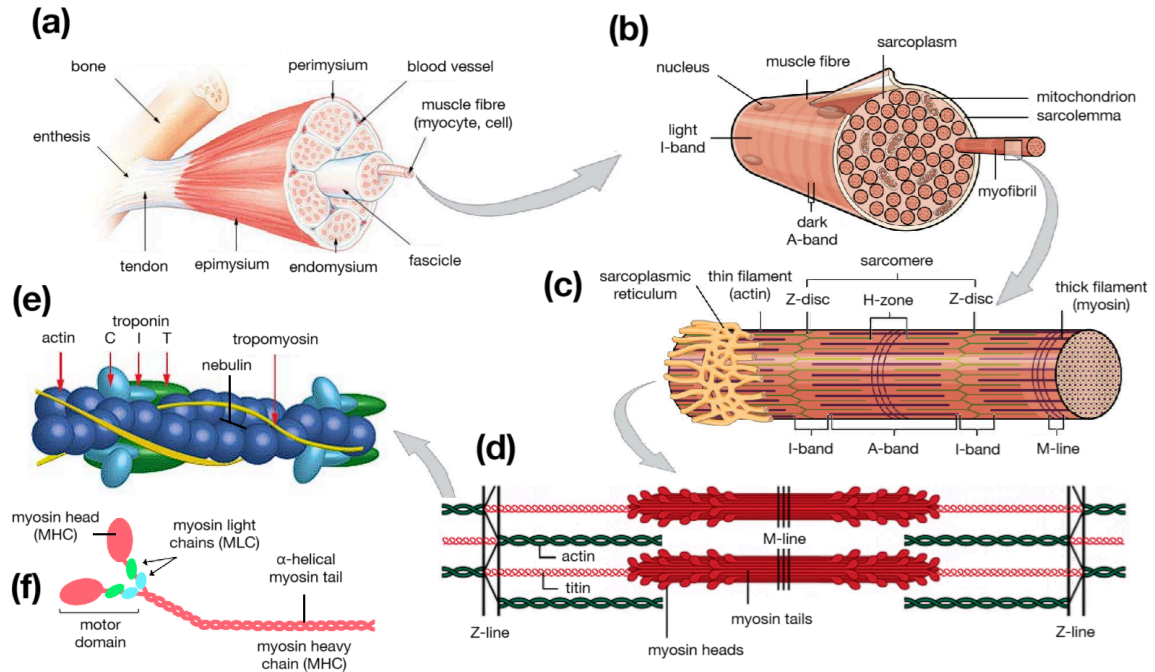 (a)
bone
enthesis
tendon
epimysium
perimysium
endomysium
blood vessel
muscle fibre
(myocyte, cell)
fascicle
(b)
nucleus
muscle fibre
sarcoplasm
mitochondrion
sarcolemma
light
I-band
dark
A-band
myofibril
(c)
sarcoplasmic
reticulum
thin filament
(actin)
sarcomere
Z-disc
H-zone
Z-disc
thick filament
(myosin)
I-band
A-band
I-band
M-line
(e)
actin
troponin
C I T
nebulin
tropomyosin
(d)
M-line
actin
titin
myosin tails
myosin heads
Z-line
Z-line
(f)
myosin head
(MHC)
myosin light
chains (MLC)
α-helical
myosin tail
motor
domain
myosin heavy
chain (MHC)